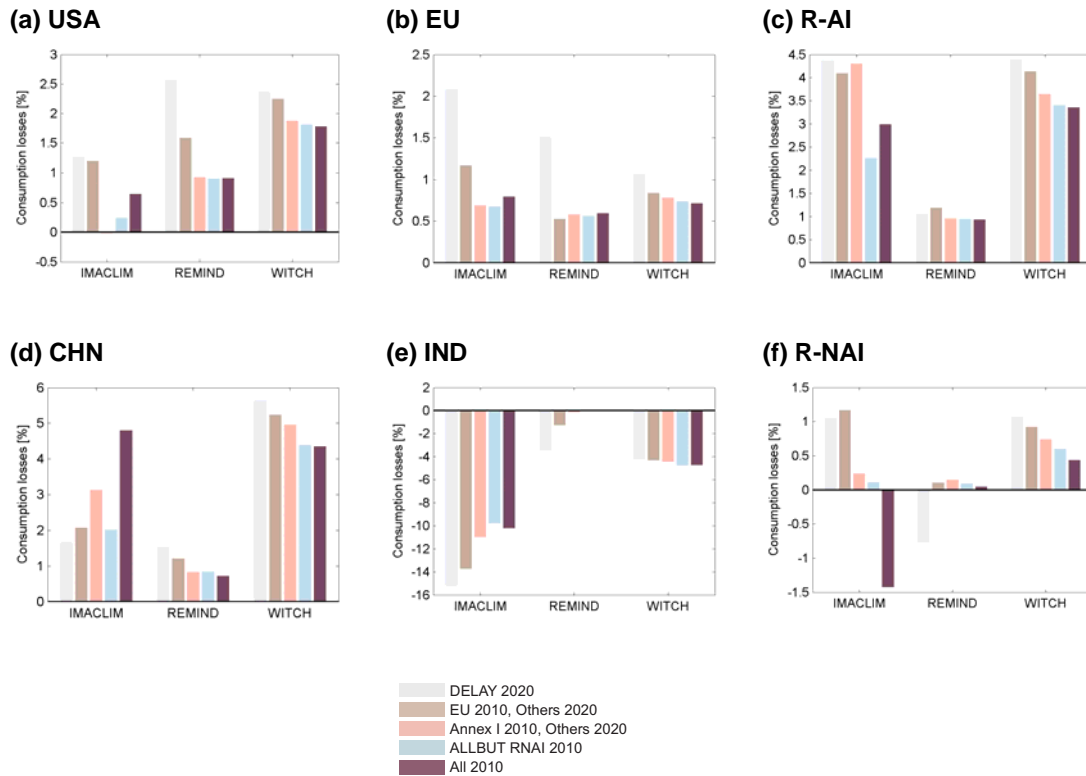 (a) USA
(b) EU
(c) R-AI
Consumption losses [%]
3
2.5
2
1.5
1
0.5
0
-0.5
IMACLIM REMIND WITCH
Consumption losses [%]
2.5
2
1.5
1
0.5
0
IMACLIM REMIND WITCH
Consumption losses [%]
4.5
4
3.5
3
2.5
2
1.5
1
0.5
0
IMACLIM REMIND WITCH
(d) CHN
(e) IND
(f) R-NAI
Consumption losses [%]
6
5
4
3
2
1
0
IMACLIM REMIND WITCH
Consumption losses [%]
2
0
-2
-4
-6
-8
-10
-12
-14
-16
IMACLIM REMIND WITCH
Consumption losses [%]
1.5
1
0.5
0
-0.5
-1
-1.5
IMACLIM REMIND WITCH
DELAY 2020
EU 2010, Others 2020
Annex I 2010, Others 2020
ALLBUT RNAI 2010
All 2010